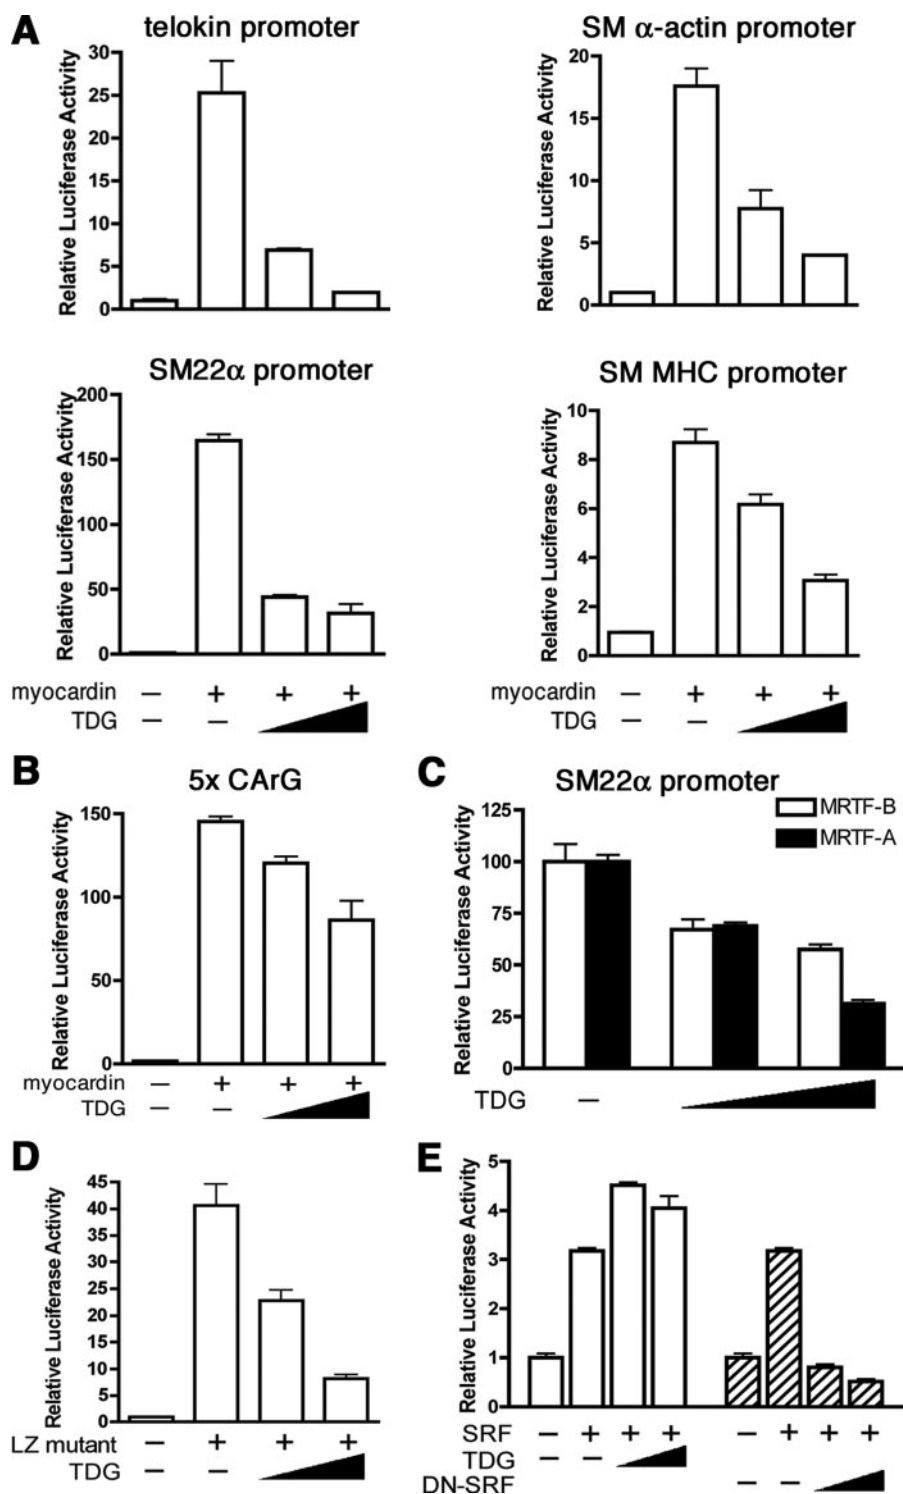 A
telokin promoter
Relative Luciferase Activity
30
25
20
15
10
5
0
SM α-actin promoter
Relative Luciferase Activity
20
15
10
5
0
SM22α promoter
Relative Luciferase Activity
200
150
100
50
0
myocardin — + + +
TDG — —
SM MHC promoter
Relative Luciferase Activity
10
8
6
4
2
0
myocardin — + + +
TDG — —
B
5x CArG
Relative Luciferase Activity
150
100
50
0
myocardin — + + +
TDG — —
C
SM22α promoter
Relative Luciferase Activity
125
100
75
50
25
0
MRTF-B
MRTF-A
TDG —
D
Relative Luciferase Activity
45
40
35
30
25
20
15
10
5
0
LZ mutant — + + +
TDG — —
E
Relative Luciferase Activity
5
4
3
2
1
0
SRF — + + + — + + +
TDG — —
DN-SRF — —